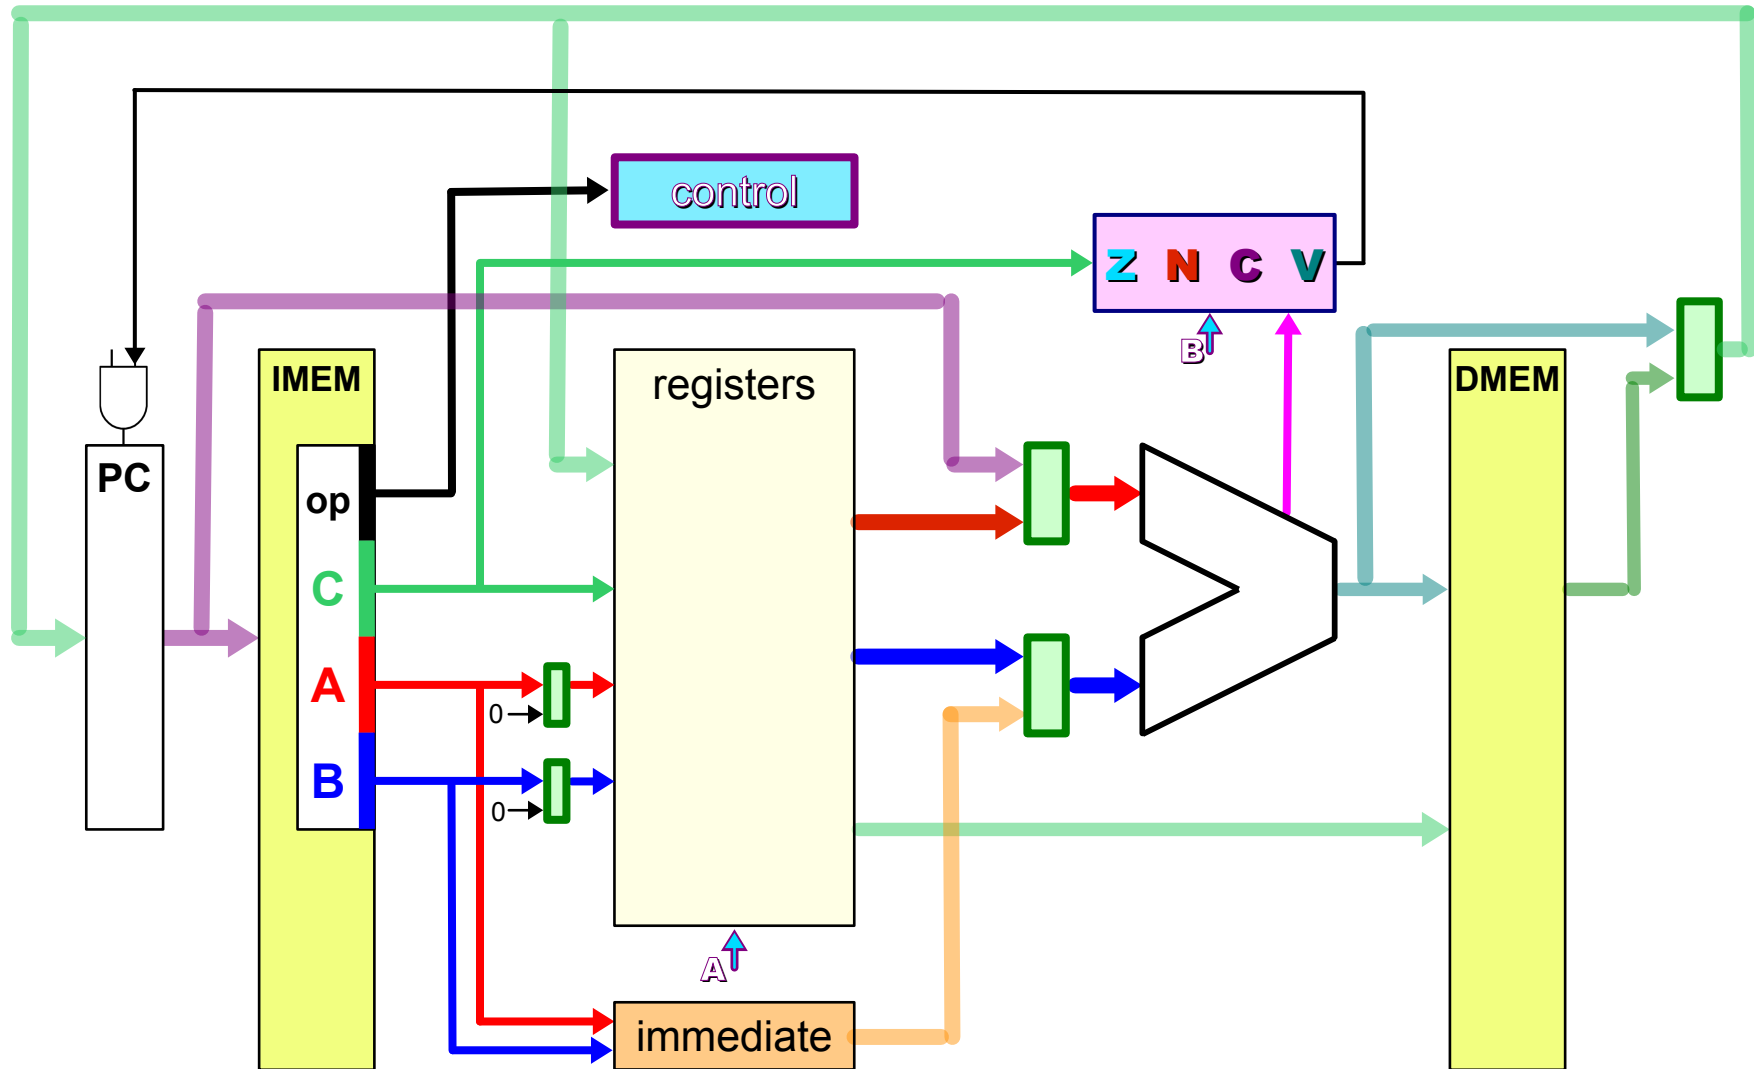 control
Z N C V
B
IMEM
registers
DMEM
PC
op
C
A
0
B
0
A
immediate